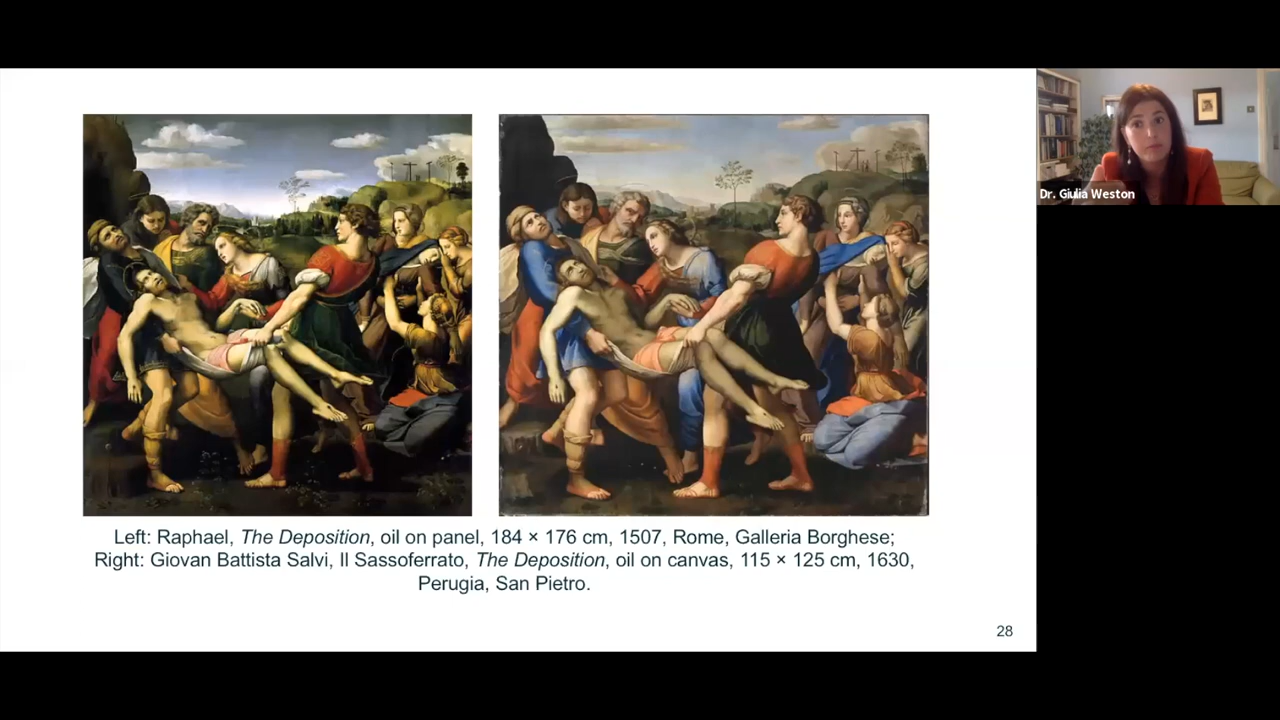 Dr. Giulia Weston
Left: Raphael, The Deposition, oil on panel, 184 × 176 cm, 1507, Rome, Galleria Borghese;
Right: Giovan Battista Salvi, Il Sassoferrato, The Deposition, oil on canvas, 115 × 125 cm, 1630,
Perugia, San Pietro.
28